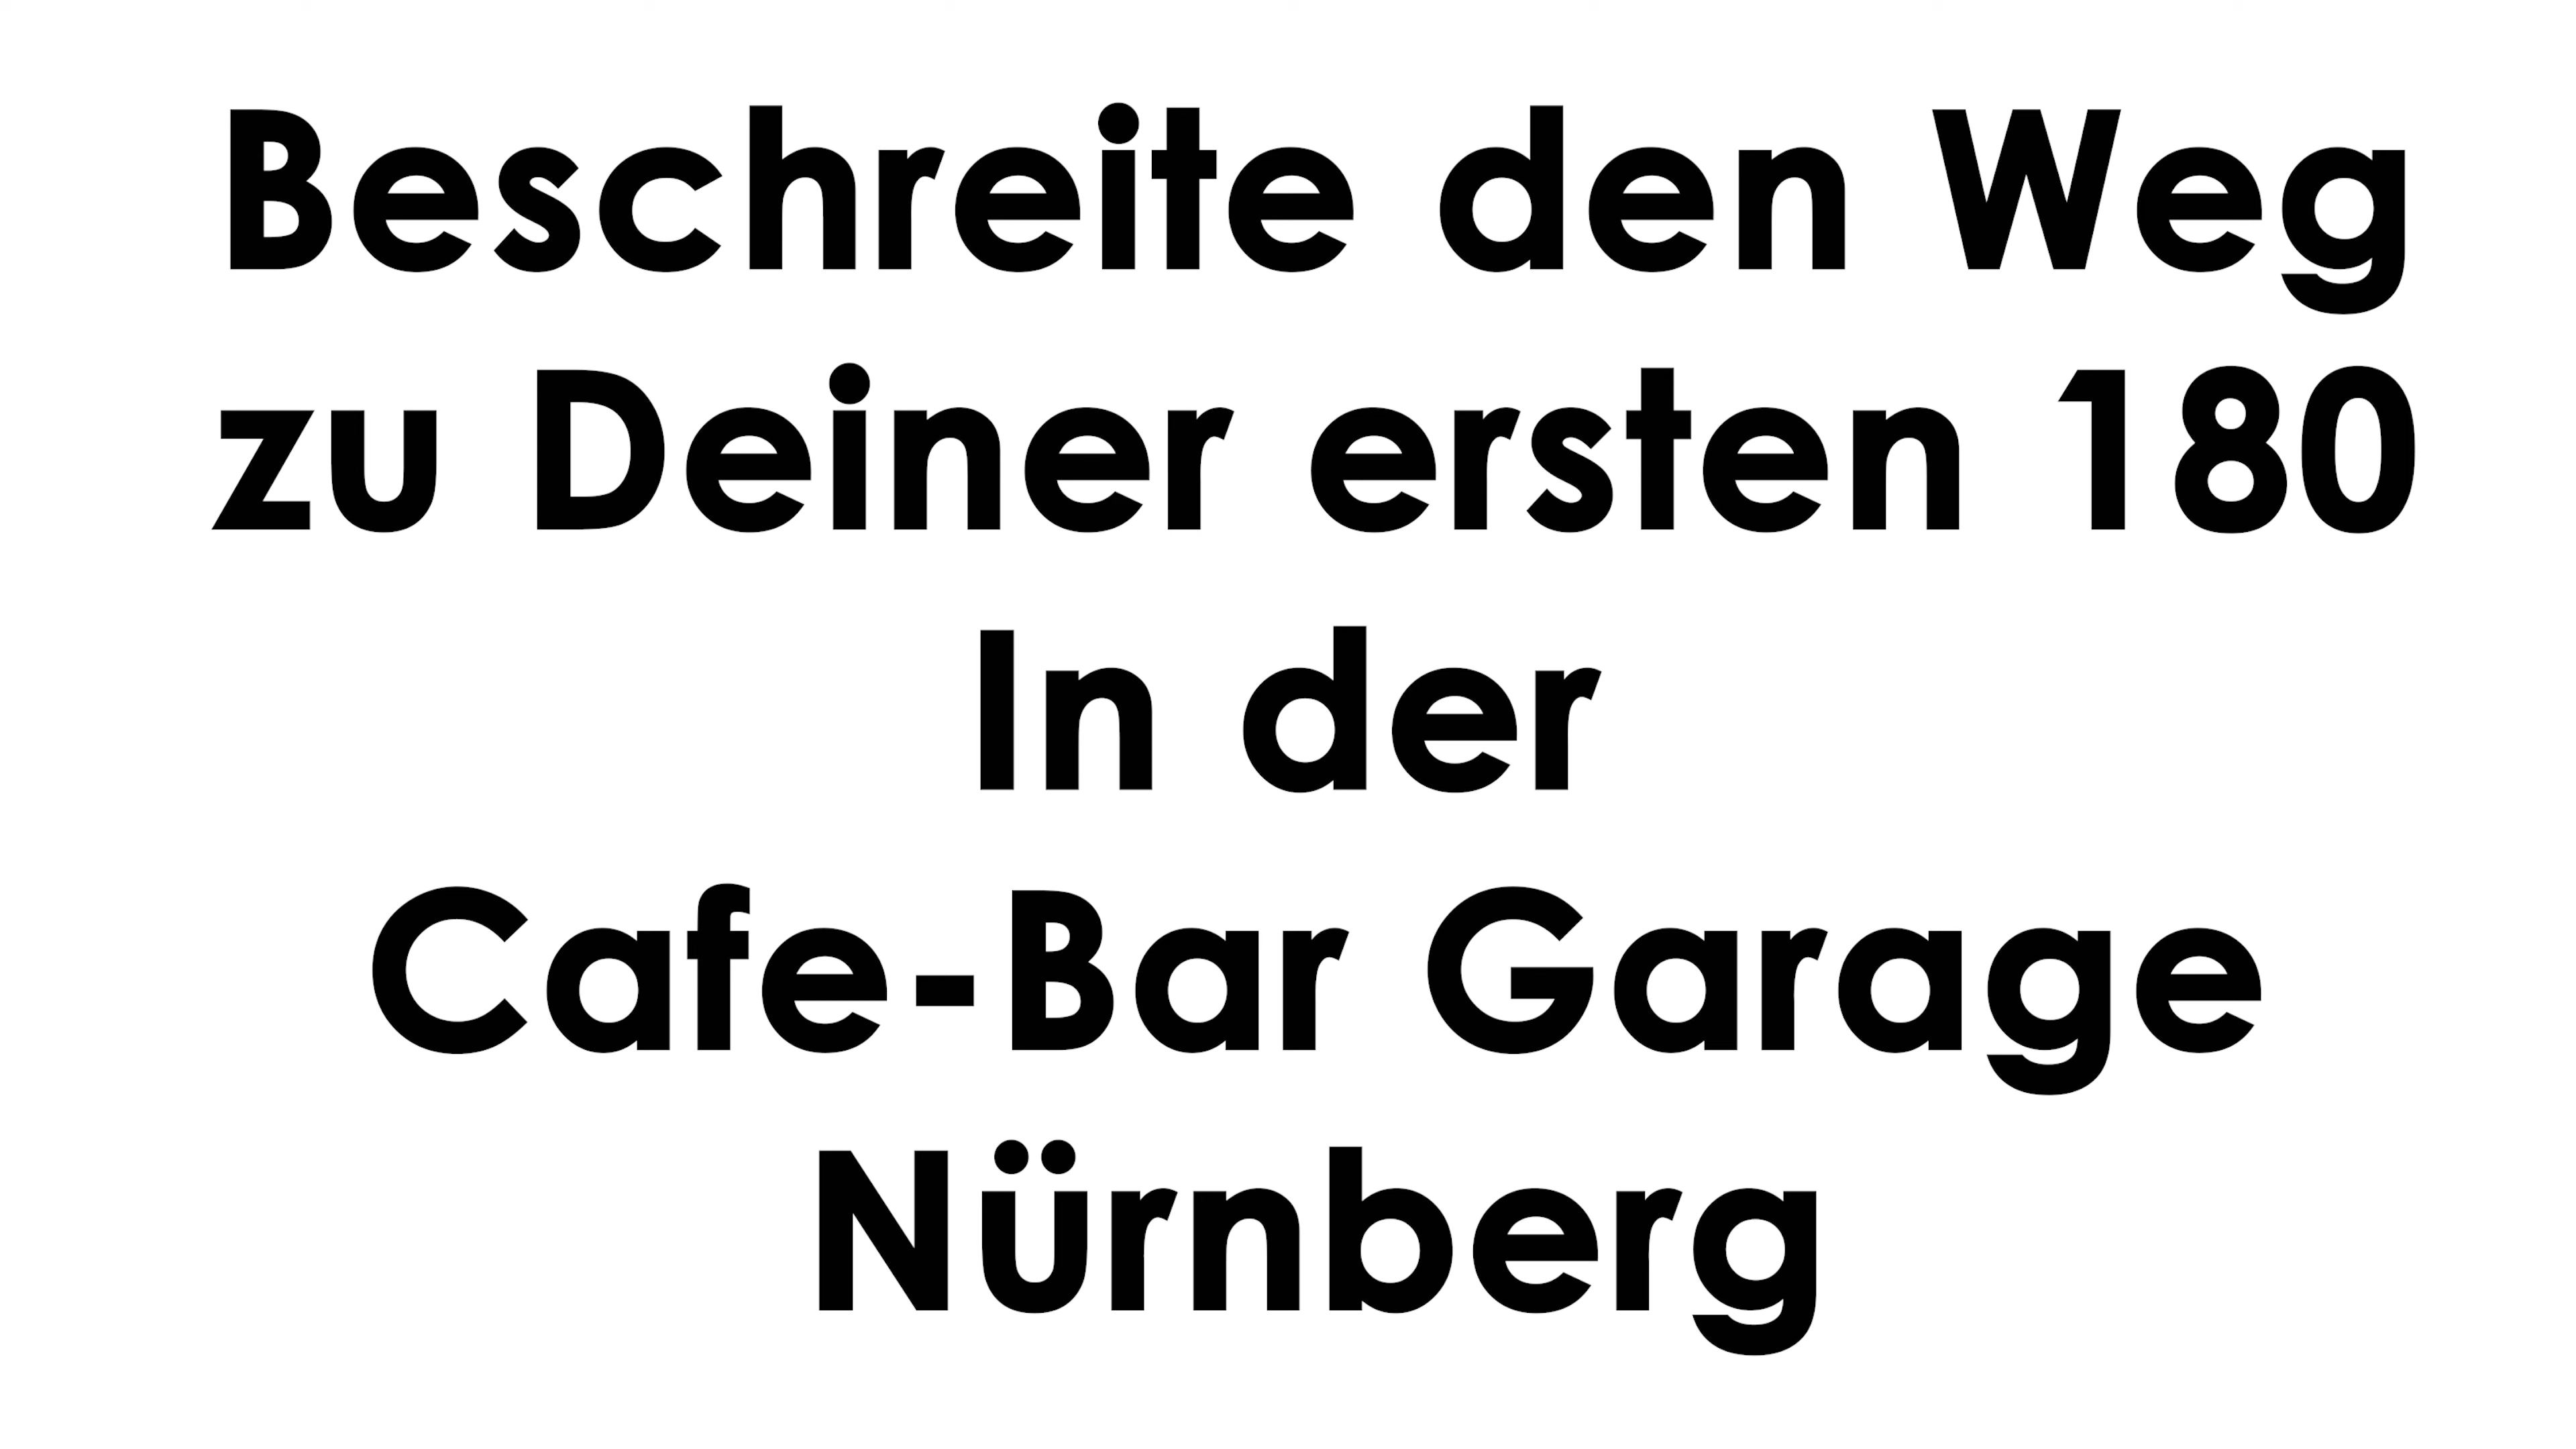 Beschreite den Weg
zu Deiner ersten 180
In der
Cafe-Bar Garage
Nürnberg